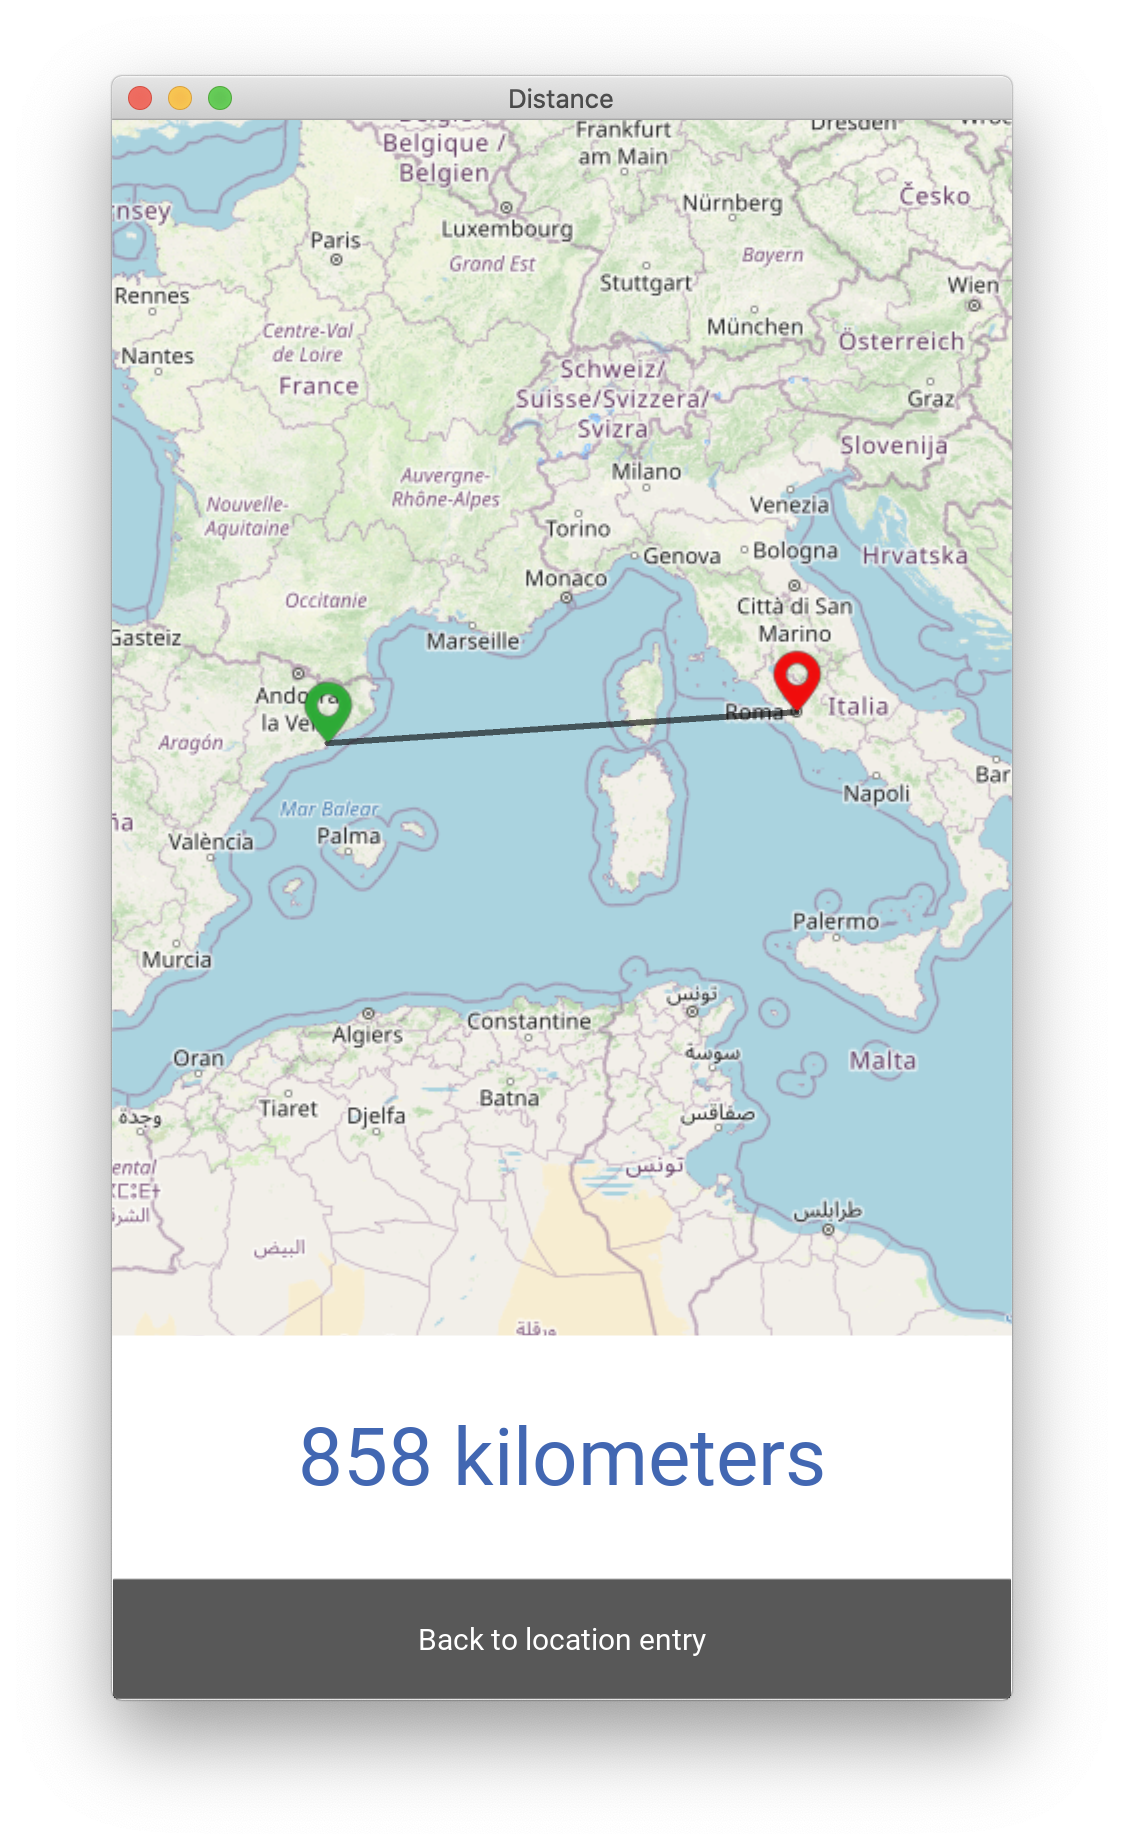 Distance
Belgique /
Belgien
Frankfurt
am Main
Dresden
Česko
Nürnberg
rnsey
Luxembourg
Paris
Grand Est
Bayern
Stuttgart
Wien
Rennes
München
Centre-Val
de Loire
Österreich
Nantes
France
Schweiz/
Suisse/Svizzera/
Svizra
Graz
Slovenija
Milano
Auvergne-
Rhône-Alpes
Nouvelle-
Aquitaine
Venezia
Torino
Genova
Bologna
Hrvatska
Monaco
Occitanie
Città di San
Marino
Gasteiz
Marseille
Andorra
la Vel
Roma
Italia
Aragón
Bar
Napoli
Mar Balear
ña
València
Palma
Palermo
Murcia
تونس
Constantine
Algiers
Oran
سوسة
Malta
Batna
Tiaret
Djelfa
وجدة
صفاقس
ental
تونس
الشرق
طرابلس
البيض
ورقلة
858 kilometers
Back to location entry